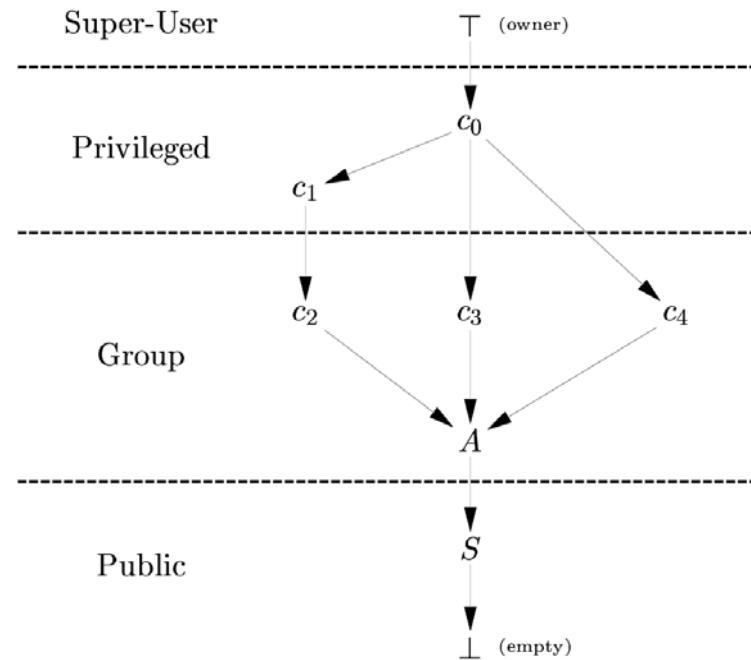 Super-User ⊤ (owner)
c₀
Privileged
c₁
c₂ c₃ c₄
Group
A
S
Public
⊥ (empty)